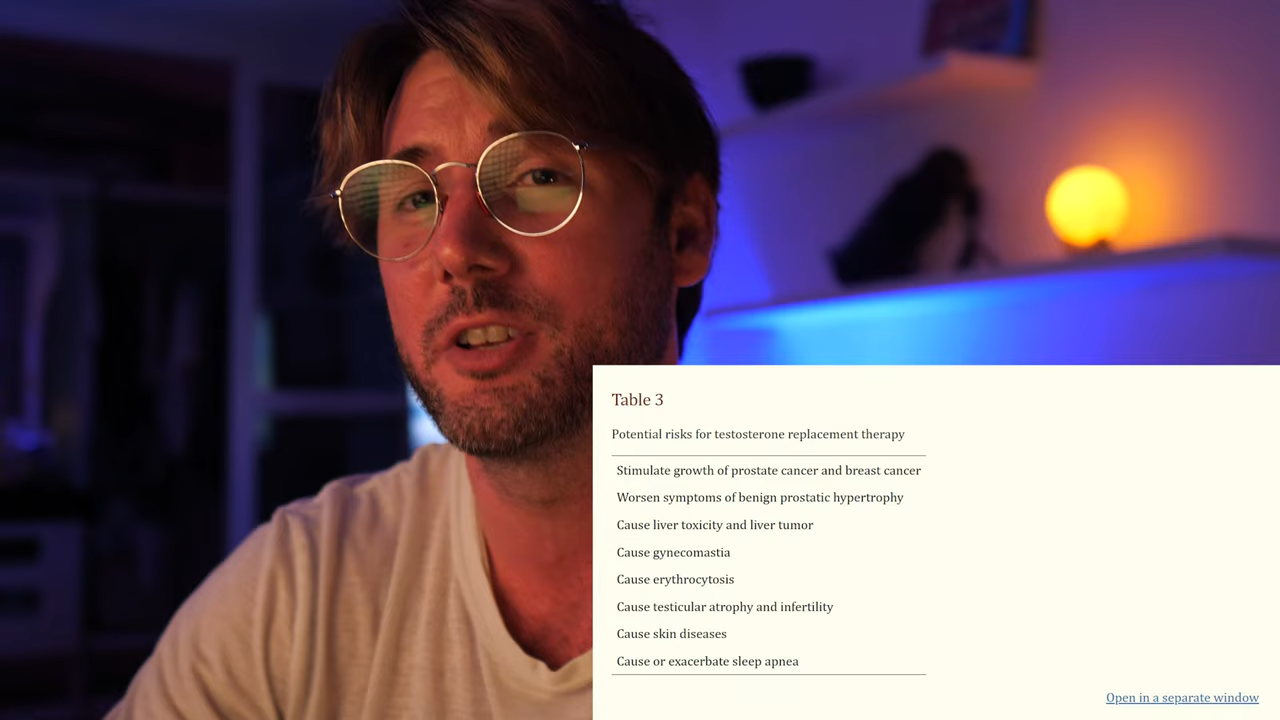 Table 3
Potential risks for testosterone replacement therapy
Stimulate growth of prostate cancer and breast cancer
Worsen symptoms of benign prostatic hypertrophy
Cause liver toxicity and liver tumor
Cause gynecomastia
Cause erythrocytosis
Cause testicular atrophy and infertility
Cause skin diseases
Cause or exacerbate sleep apnea
Open in a separate window